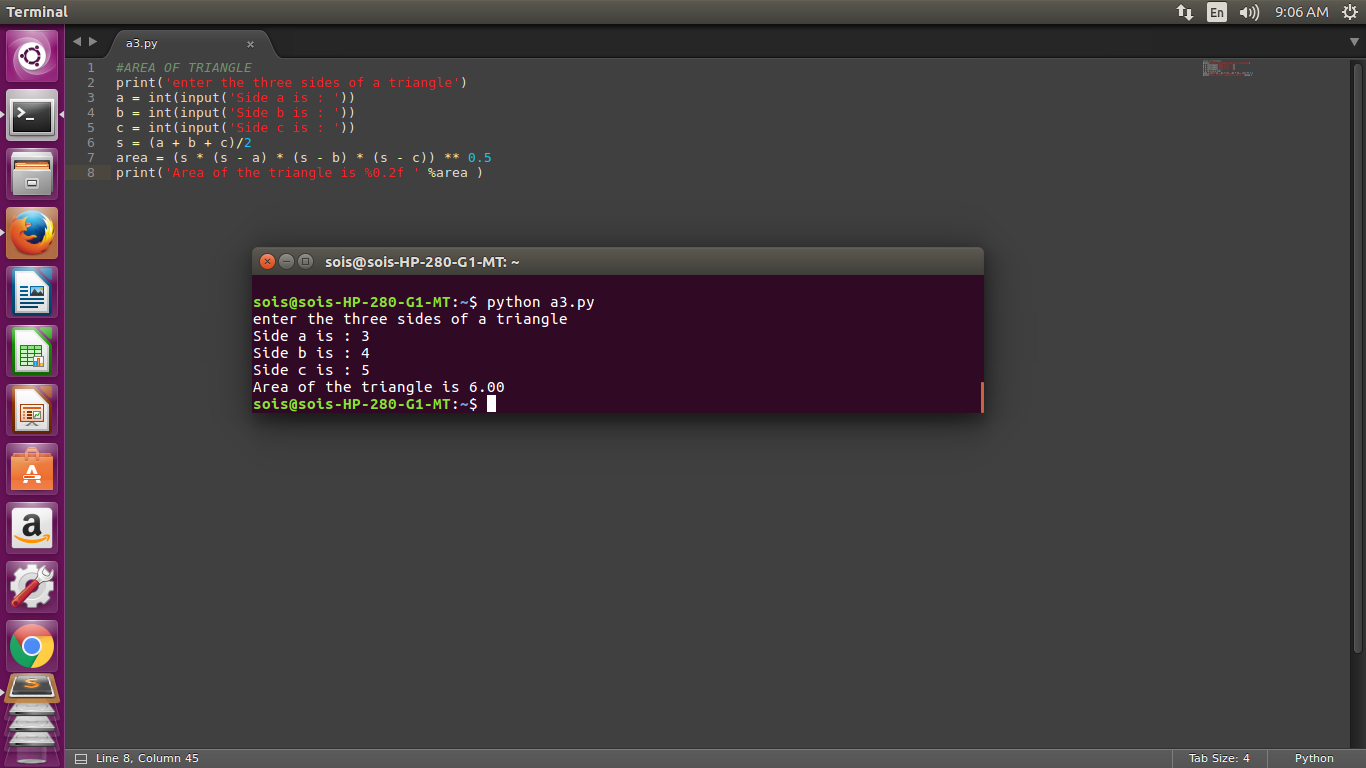 Terminal
En
9:06 AM
a3.py
1 #AREA OF TRIANGLE
2 print('enter the three sides of a triangle')
3 a = int(input('Side a is : '))
4 b = int(input('Side b is : '))
5 c = int(input('Side c is : '))
6 s = (a + b + c)/2
7 area = (s * (s - a) * (s - b) * (s - c)) ** 0.5
8 print('Area of the triangle is %0.2f ' %area )
sois@sois-HP-280-G1-MT: ~
sois@sois-HP-280-G1-MT:~$ python a3.py
enter the three sides of a triangle
Side a is : 3
Side b is : 4
Side c is : 5
Area of the triangle is 6.00
sois@sois-HP-280-G1-MT:~$
Line 8, Column 45
Tab Size: 4
Python